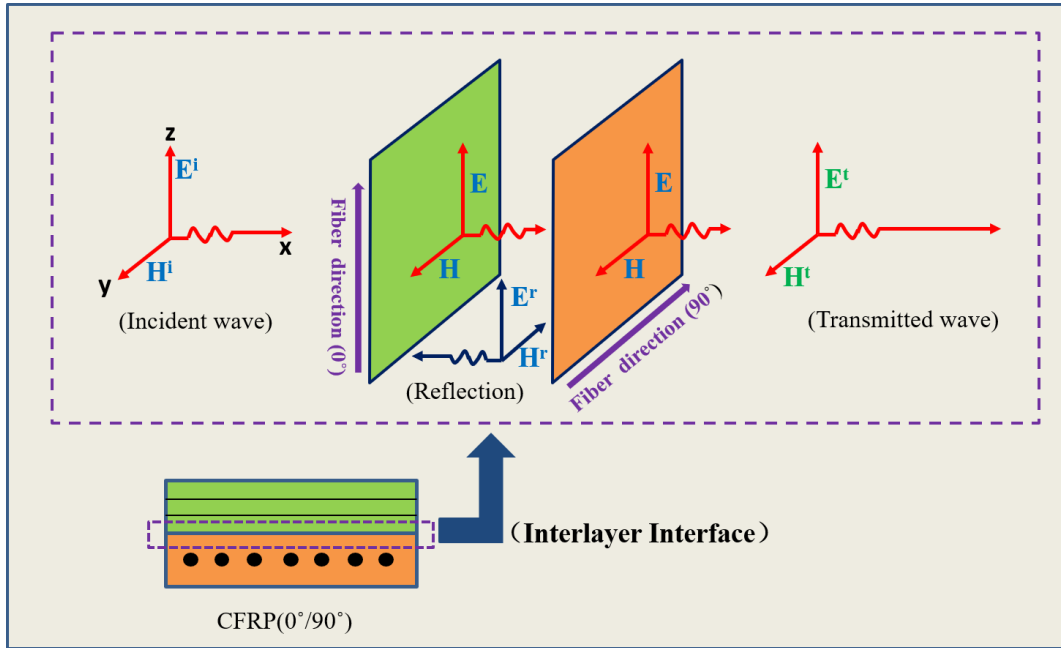 z
Eⁱ
x
Hⁱ
y
(Incident wave)
Fiber direction (0°)
E
H
Eʳ
Hʳ
(Reflection)
E
H
Fiber direction (90°)
Eᵗ
Hᵗ
(Transmitted wave)
（Interlayer Interface）
CFRP(0°/90°)